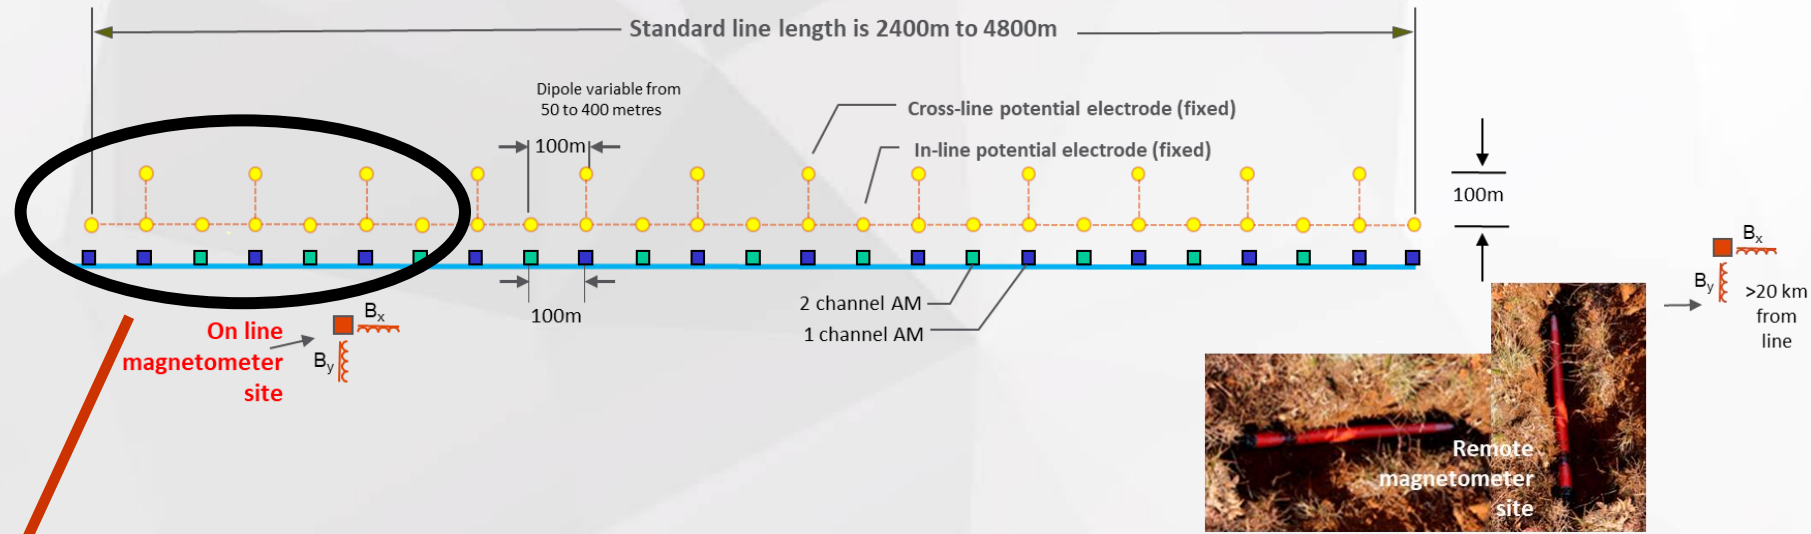 Standard line length is 2400m to 4800m
Dipole variable from
50 to 400 metres
100m
Cross-line potential electrode (fixed)
In-line potential electrode (fixed)
100m
100m
2 channel AM
1 channel AM
On line
magnetometer
site
Bx
By
Bx
By
>20 km
from
line
Remote
magnetometer
site